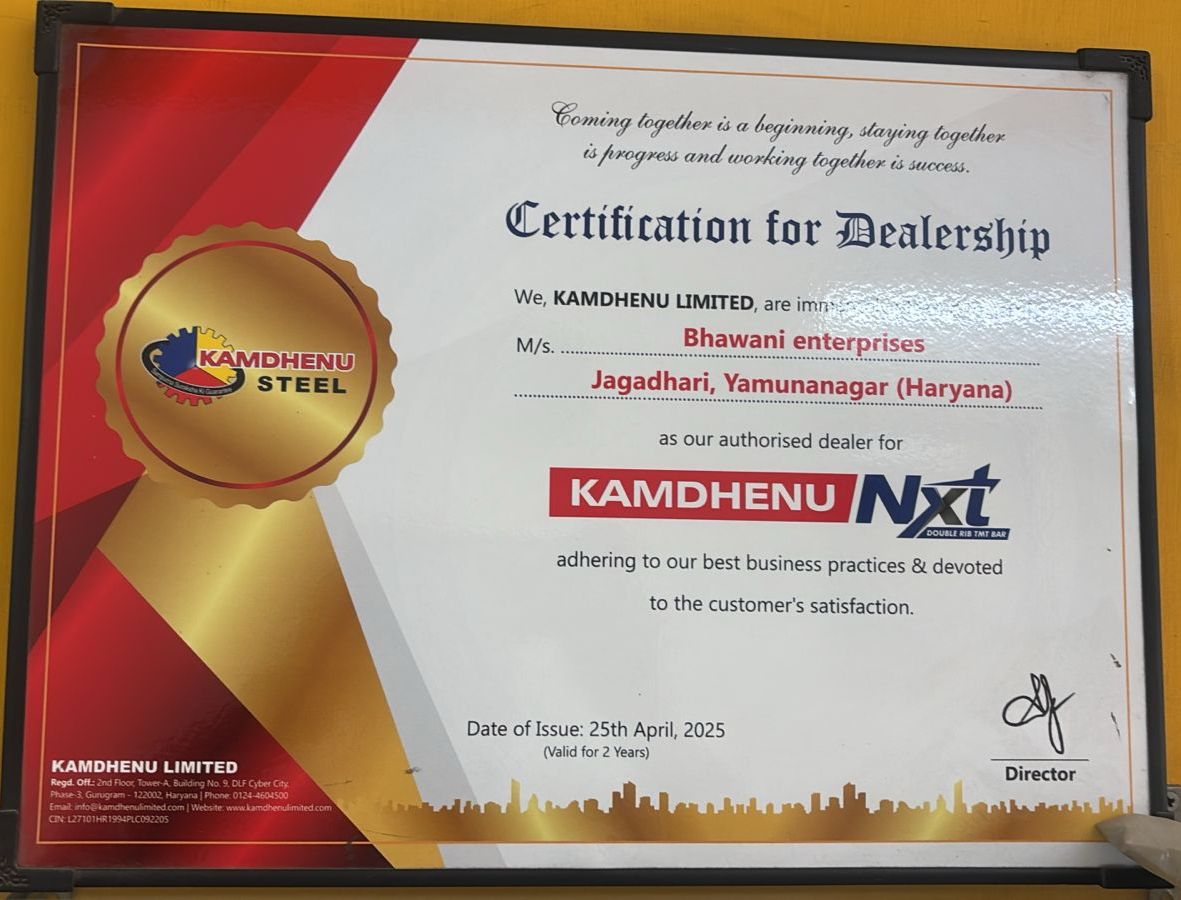 Coming together is a beginning, staying together
is progress and working together is success.
Certification for Dealership
We, KAMDHENU LIMITED, are
M/s. Bhawani enterprises
Jagadhari, Yamunanagar (Haryana)
as our authorised dealer for
KAMDHENU Nxt
DOUBLE RIB TMT BAR
adhering to our best business practices & devoted
to the customer's satisfaction.
KAMDHENU
STEEL
Date of Issue: 25th April, 2025
(Valid for 2 Years)
Director
KAMDHENU LIMITED
Regd. Off.: 2nd Floor, Tower-A, Building No. 9, DLF Cyber City,
Phase-3, Gurugram - 122002, Haryana | Phone: 0124-4604500
Email: info@kamdhenulimited.com | Website: www.kamdhenulimited.com
CIN: L27101HR1994PLC092205